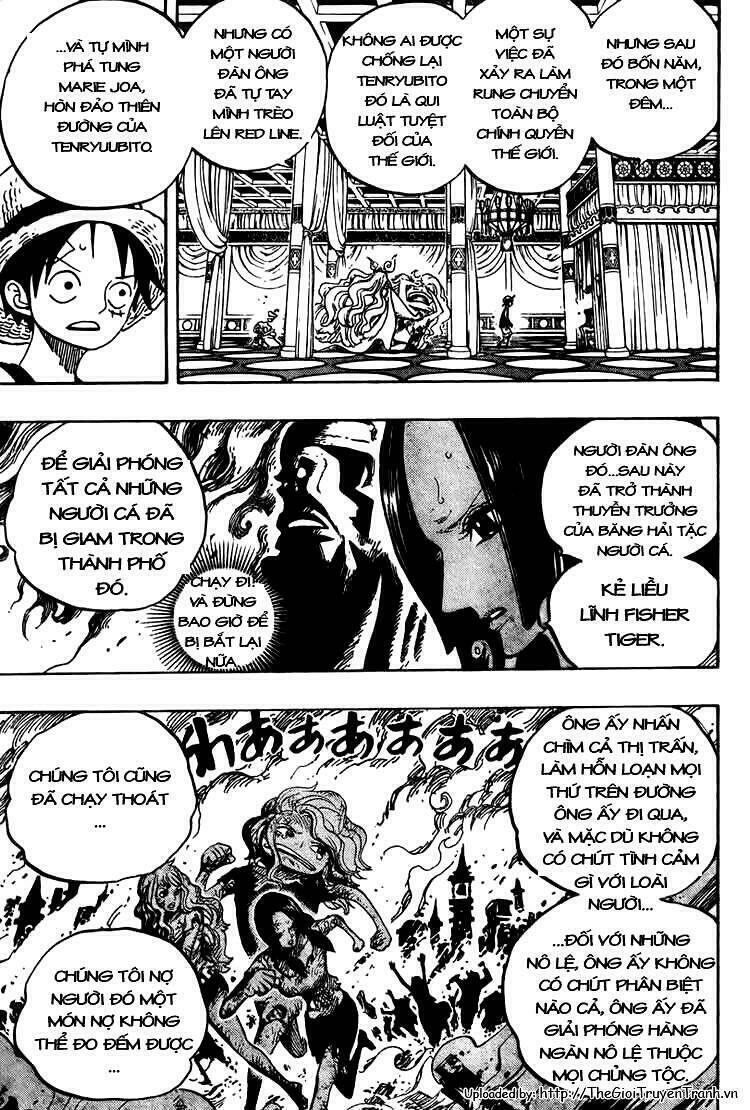 NHƯNG SAU
ĐÓ BỐN NĂM,
TRONG MỘT
ĐÊM...
MỘT SỰ
VIỆC ĐÃ
XẢY RA LÀM
RUNG CHUYỂN
TOÀN BỘ
CHÍNH QUYỀN
THẾ GIỚI.
KHÔNG AI ĐƯỢC
CHỐNG LẠI
TENRYUBITO
ĐÓ LÀ QUI
LUẬT TUYỆT
ĐỐI CỦA
THẾ GIỚI.
NHƯNG CÓ
MỘT NGƯỜI
ĐÀN ÔNG
ĐÃ TỰ TAY
MÌNH TRÈO
LÊN RED LINE.
...VÀ TỰ MÌNH
PHÁ TUNG
MARIE JOA,
HÒN ĐẢO THIÊN
ĐƯỜNG CỦA
TENRYUUBITO.
NGƯỜI ĐÀN ÔNG
ĐÓ...SAU NÀY
ĐÃ TRỞ THÀNH
THUYỀN TRƯỞNG
CỦA BĂNG HẢI TẶC
NGƯỜI CÁ.
KẺ LIỀU
LĨNH FISHER
TIGER.
CHẠY ĐI!
VÀ ĐỪNG
BAO GIỜ ĐỂ
BỊ BẮT LẠI
NỮA
ĐỂ GIẢI PHÓNG
TẤT CẢ NHỮNG
NGƯỜI CÁ ĐÃ
BỊ GIAM TRONG
THÀNH PHỐ
ĐÓ.
ÔNG ẤY NHẤN
CHÌM CẢ THỊ TRẤN,
LÀM HỖN LOẠN MỌI
THỨ TRÊN ĐƯỜNG
ÔNG ẤY ĐI QUA,
VÀ MẶC DÙ KHÔNG
CÓ CHÚT TÌNH CẢM
GÌ VỚI LOÀI
NGƯỜI...
...ĐỐI VỚI NHỮNG
NÔ LỆ, ÔNG ẤY KHÔNG
CÓ CHÚT PHÂN BIỆT
NÀO CẢ, ÔNG ẤY ĐÃ
GIẢI PHÓNG HÀNG
NGÀN NÔ LỆ THUỘC
MỌI CHỦNG TỘC.
わあああああああ
CHÚNG TÔI CŨNG
ĐÃ CHẠY THOÁT
...
CHÚNG TÔI NỢ
NGƯỜI ĐÓ MỘT
MÓN NỢ KHÔNG
THỂ ĐO ĐẾM ĐƯỢC
...
Uploaded by: http://TheGioiTruyenTranh.vn